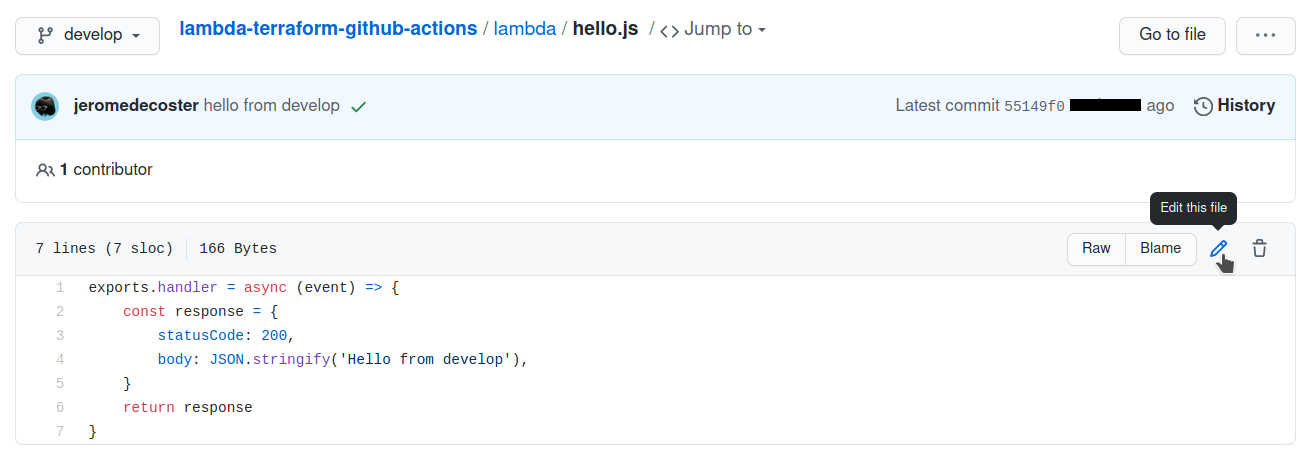 develop lambda-terraform-github-actions / lambda / hello.js / <> Jump to Go to file ...
jeromedecoster hello from develop Latest commit 55149f0 ago History
1 contributor
Edit this file
7 lines (7 sloc) 166 Bytes Raw Blame
1 exports.handler = async (event) => {
2     const response = {
3         statusCode: 200,
4         body: JSON.stringify('Hello from develop'),
5     }
6     return response
7 }